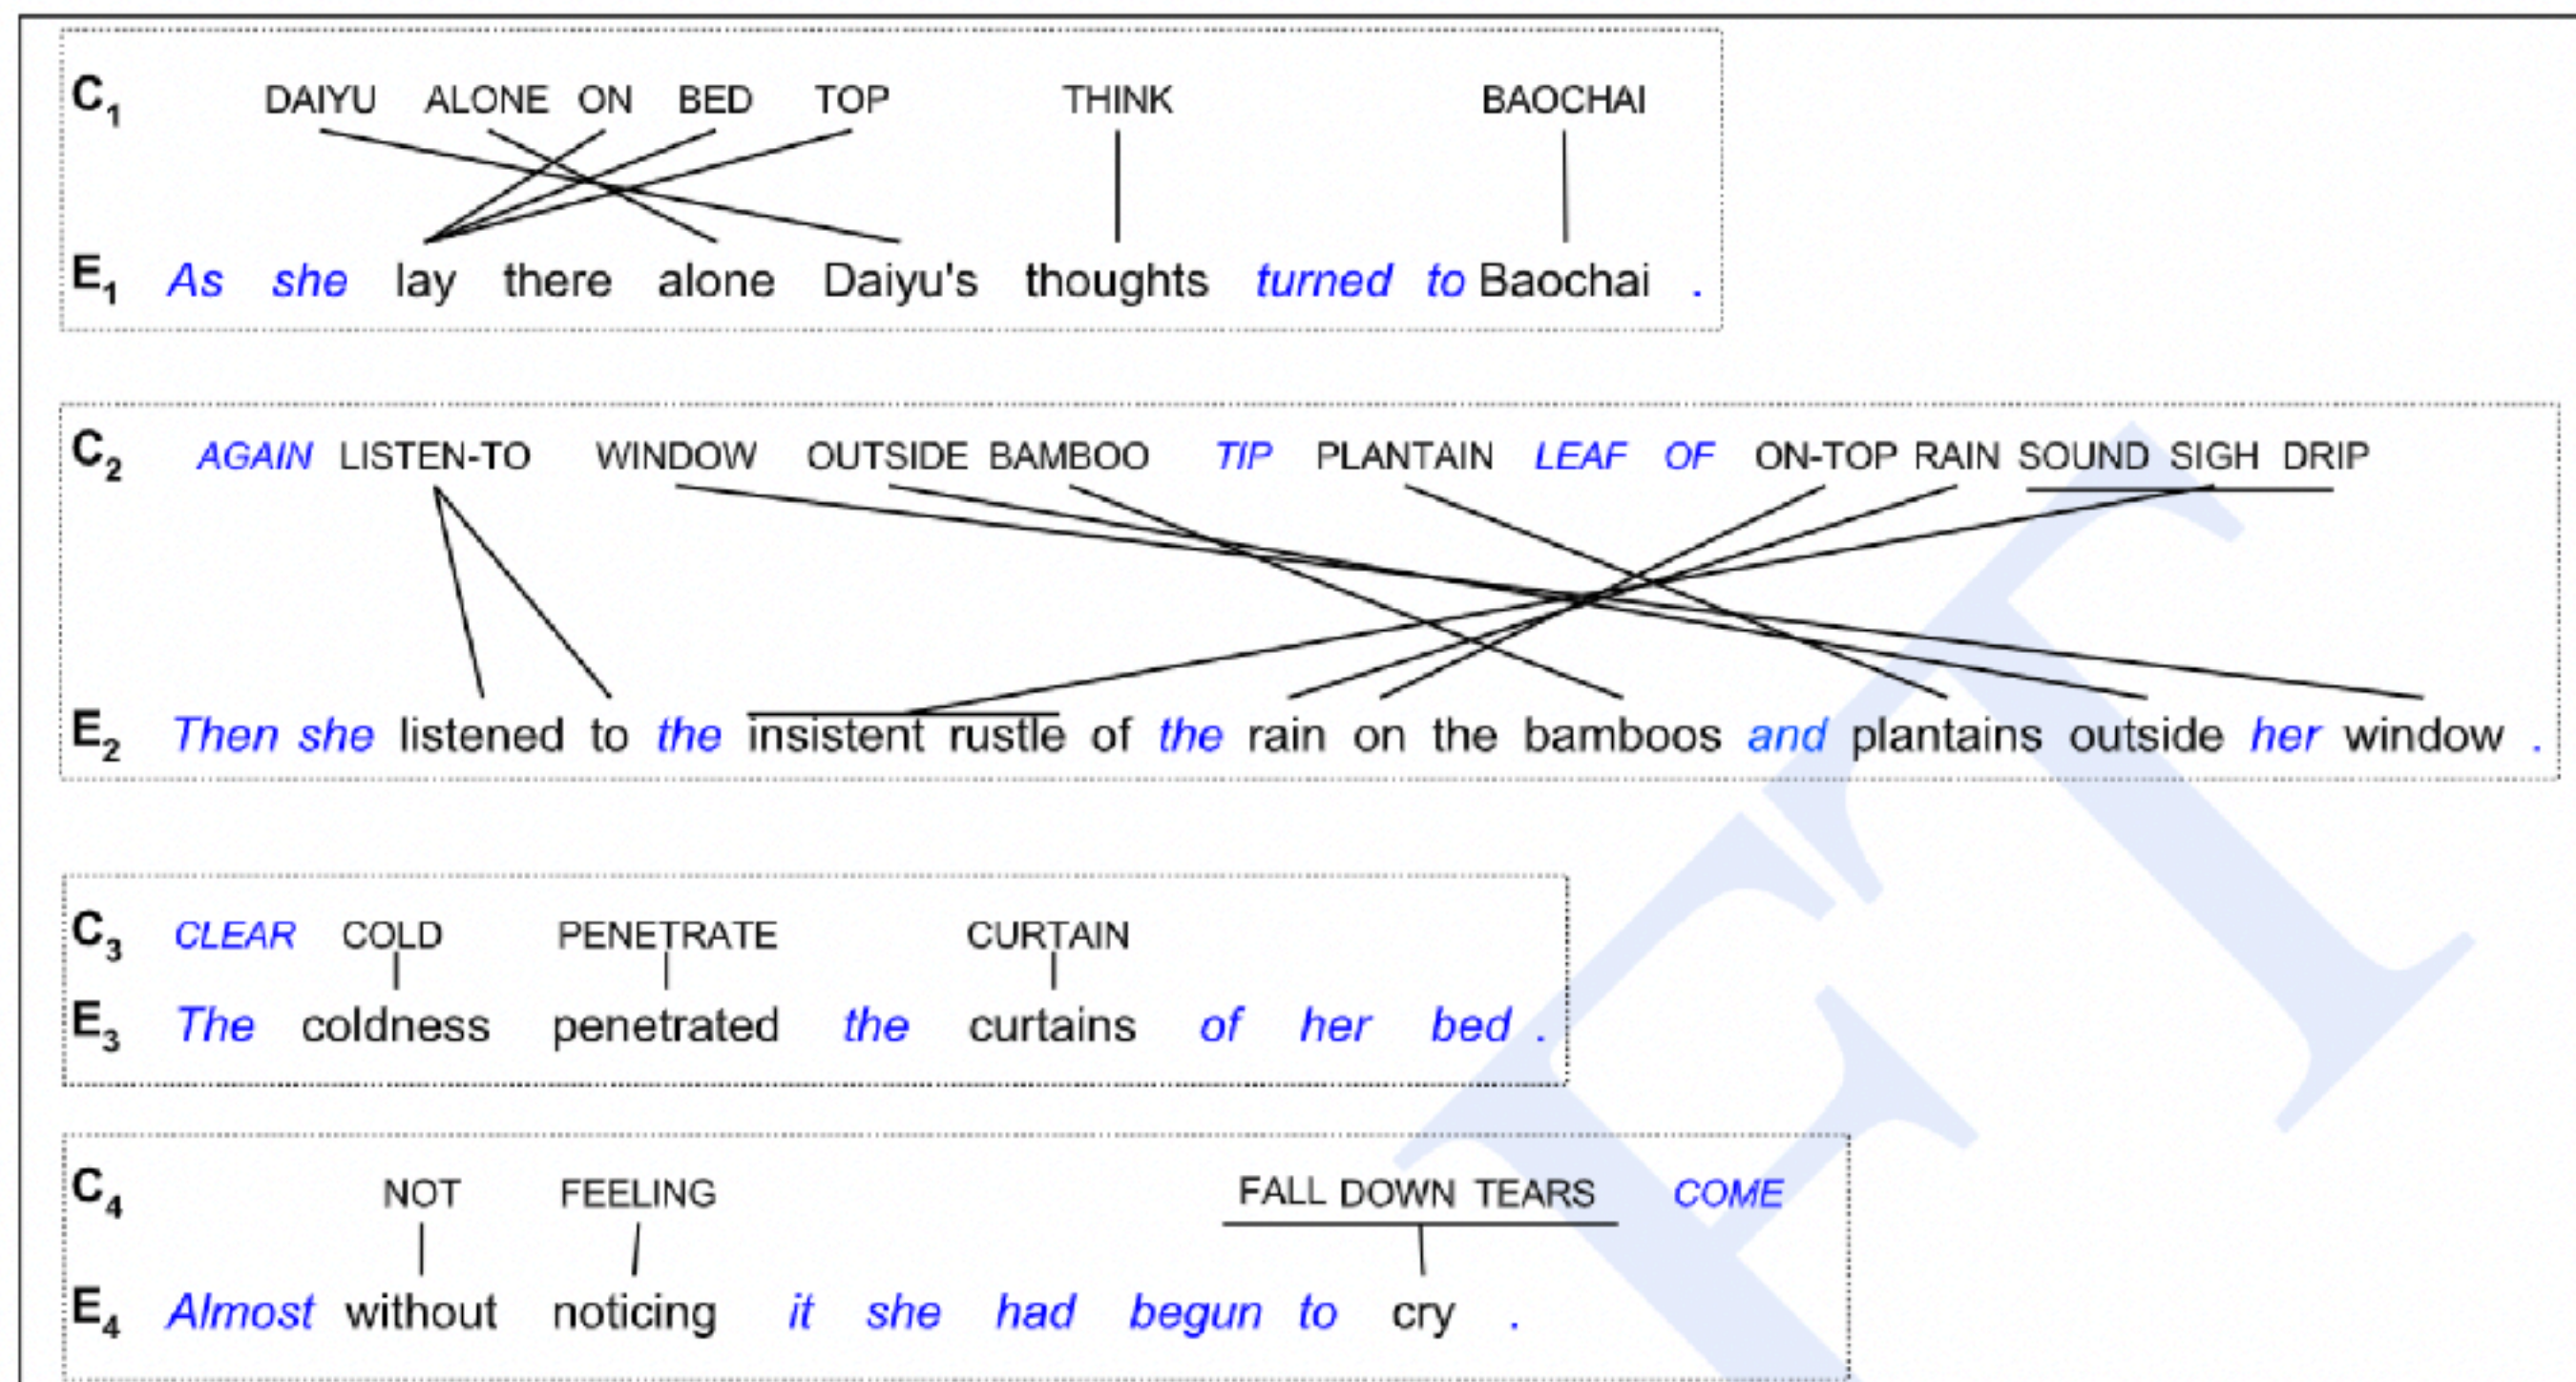 C1 DAIYU ALONE ON BED TOP THINK BAOCHAI
E1 As she lay there alone Daiyu's thoughts turned to Baochai .
C2 AGAIN LISTEN-TO WINDOW OUTSIDE BAMBOO TIP PLANTAIN LEAF OF ON-TOP RAIN SOUND SIGH DRIP
E2 Then she listened to the insistent rustle of the rain on the bamboos and plantains outside her window .
C3 CLEAR COLD PENETRATE CURTAIN
E3 The coldness penetrated the curtains of her bed .
C4 NOT FEELING FALL DOWN TEARS COME
E4 Almost without noticing it she had begun to cry .